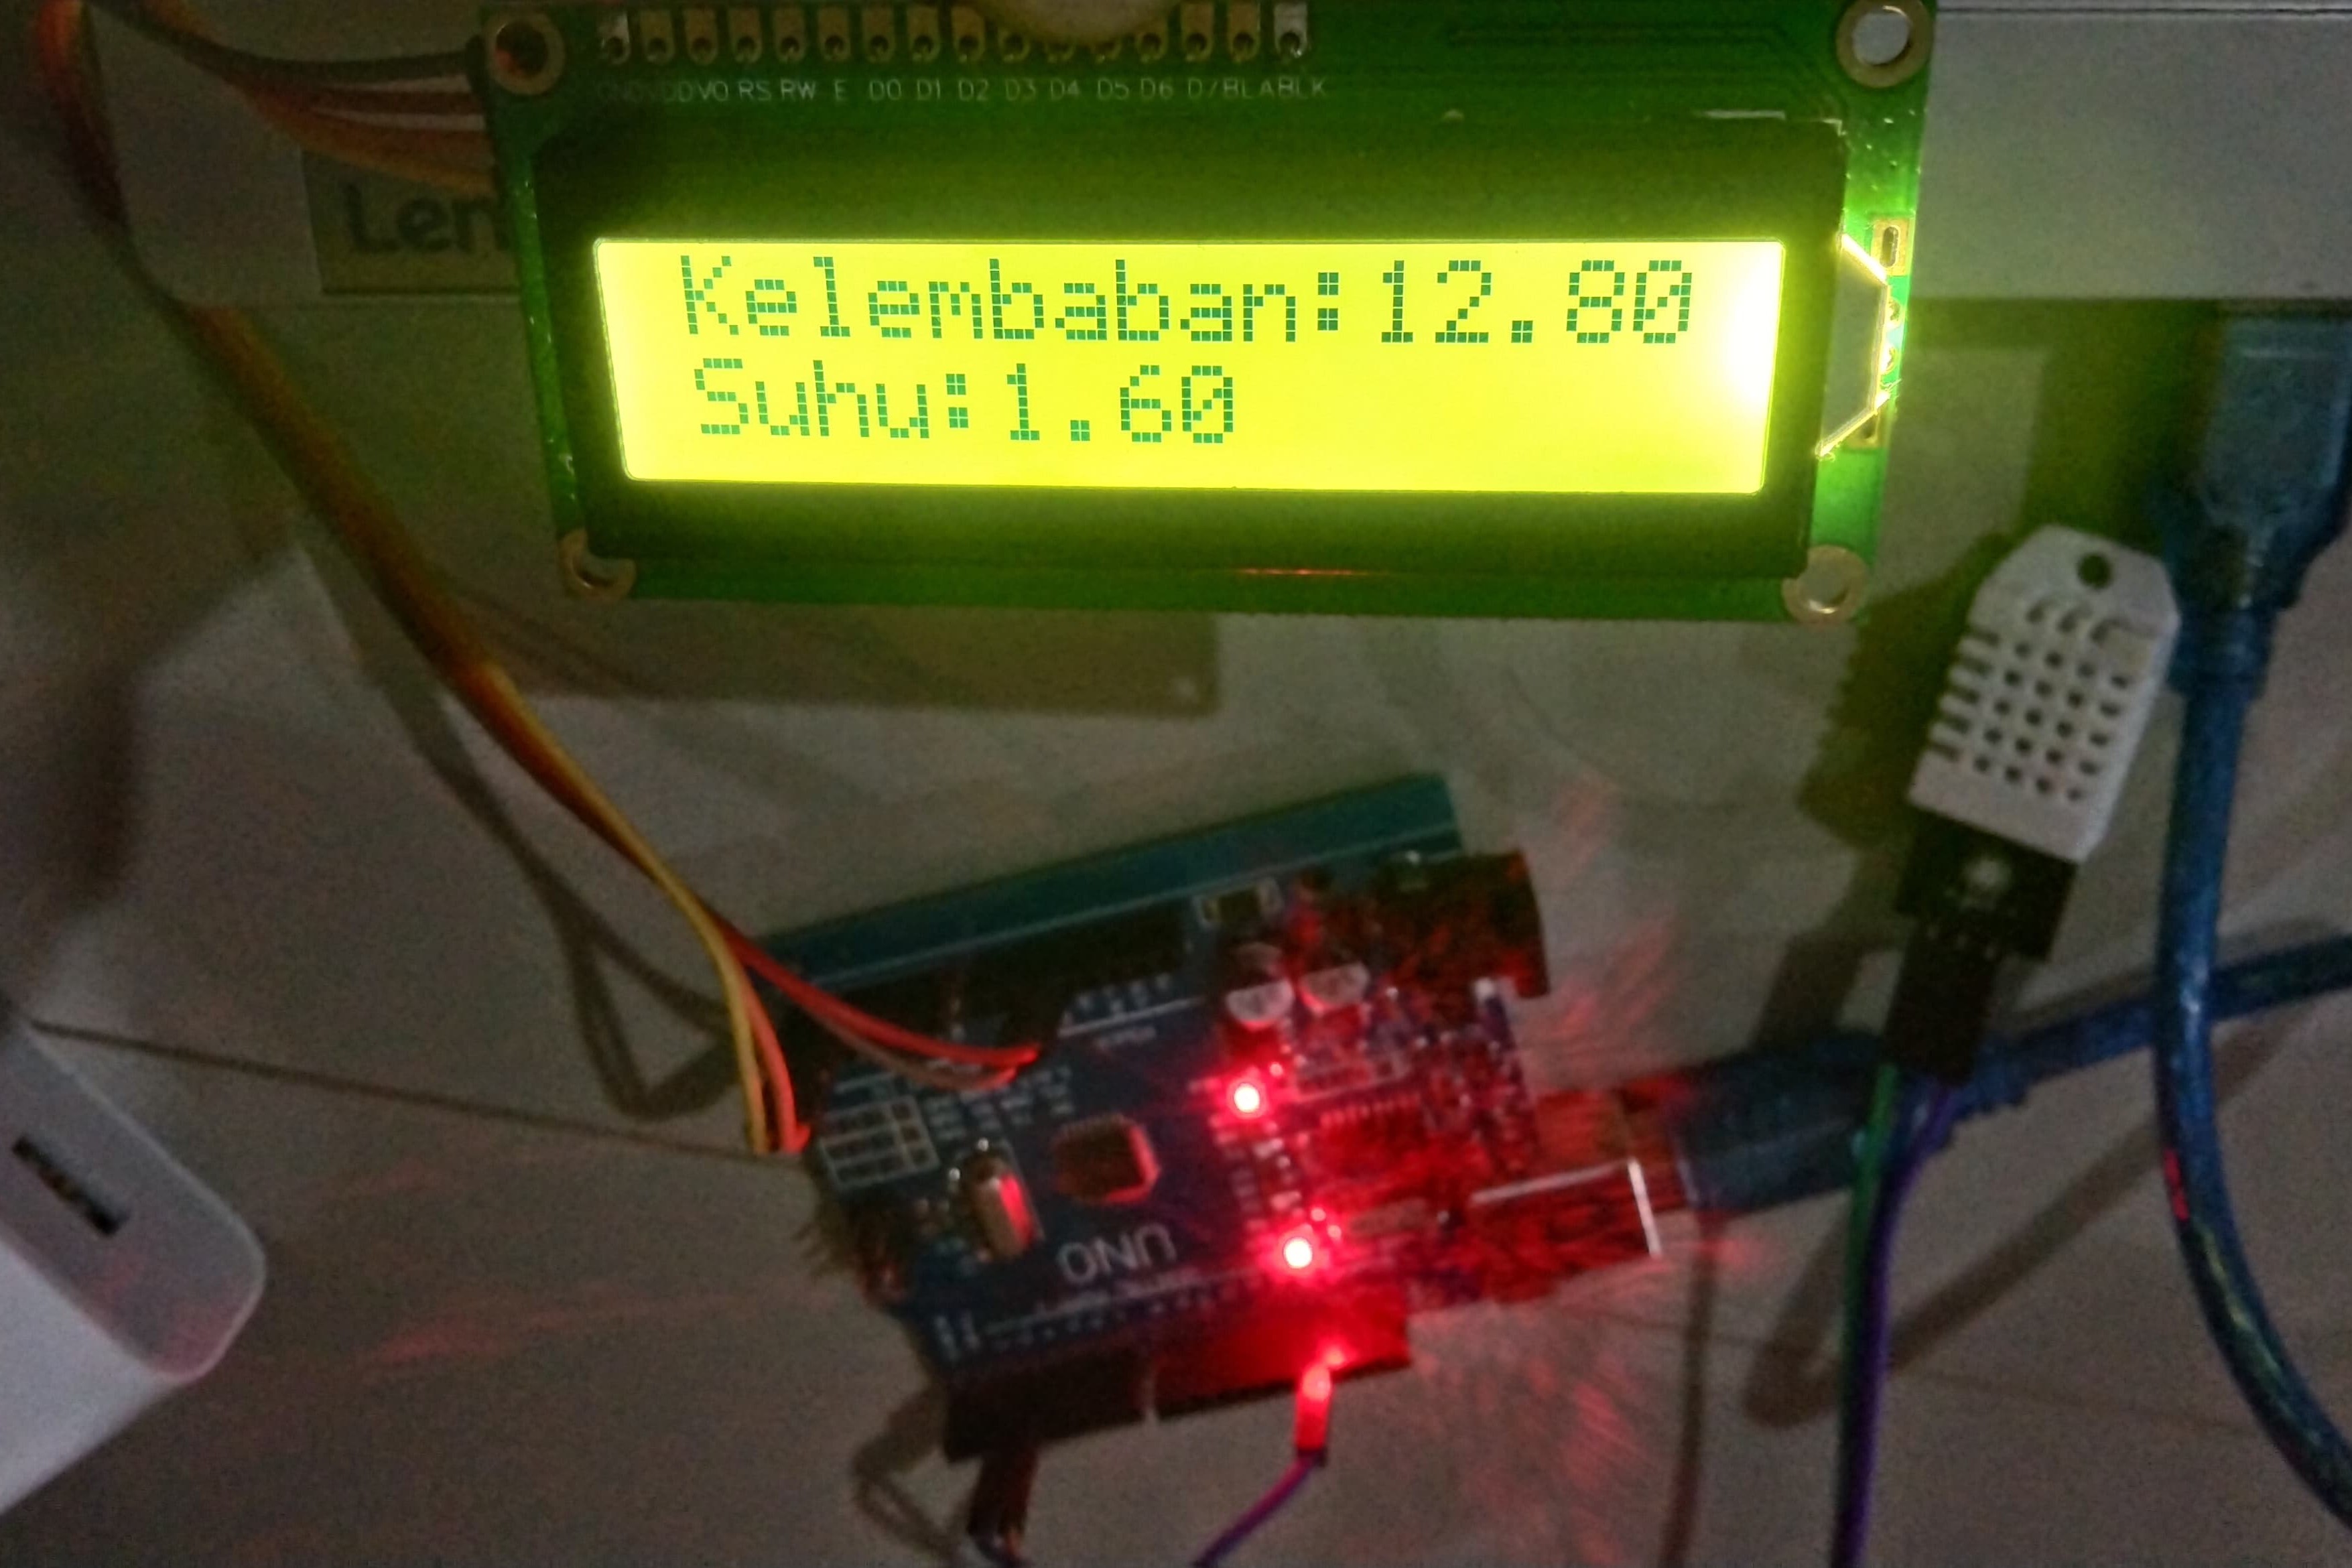 RS RW E D0 D1 D2 D3 D4 D5 D6 D7 BLA BLK
Len
Kelembaban:12.80
Suhu:1.60
UNO